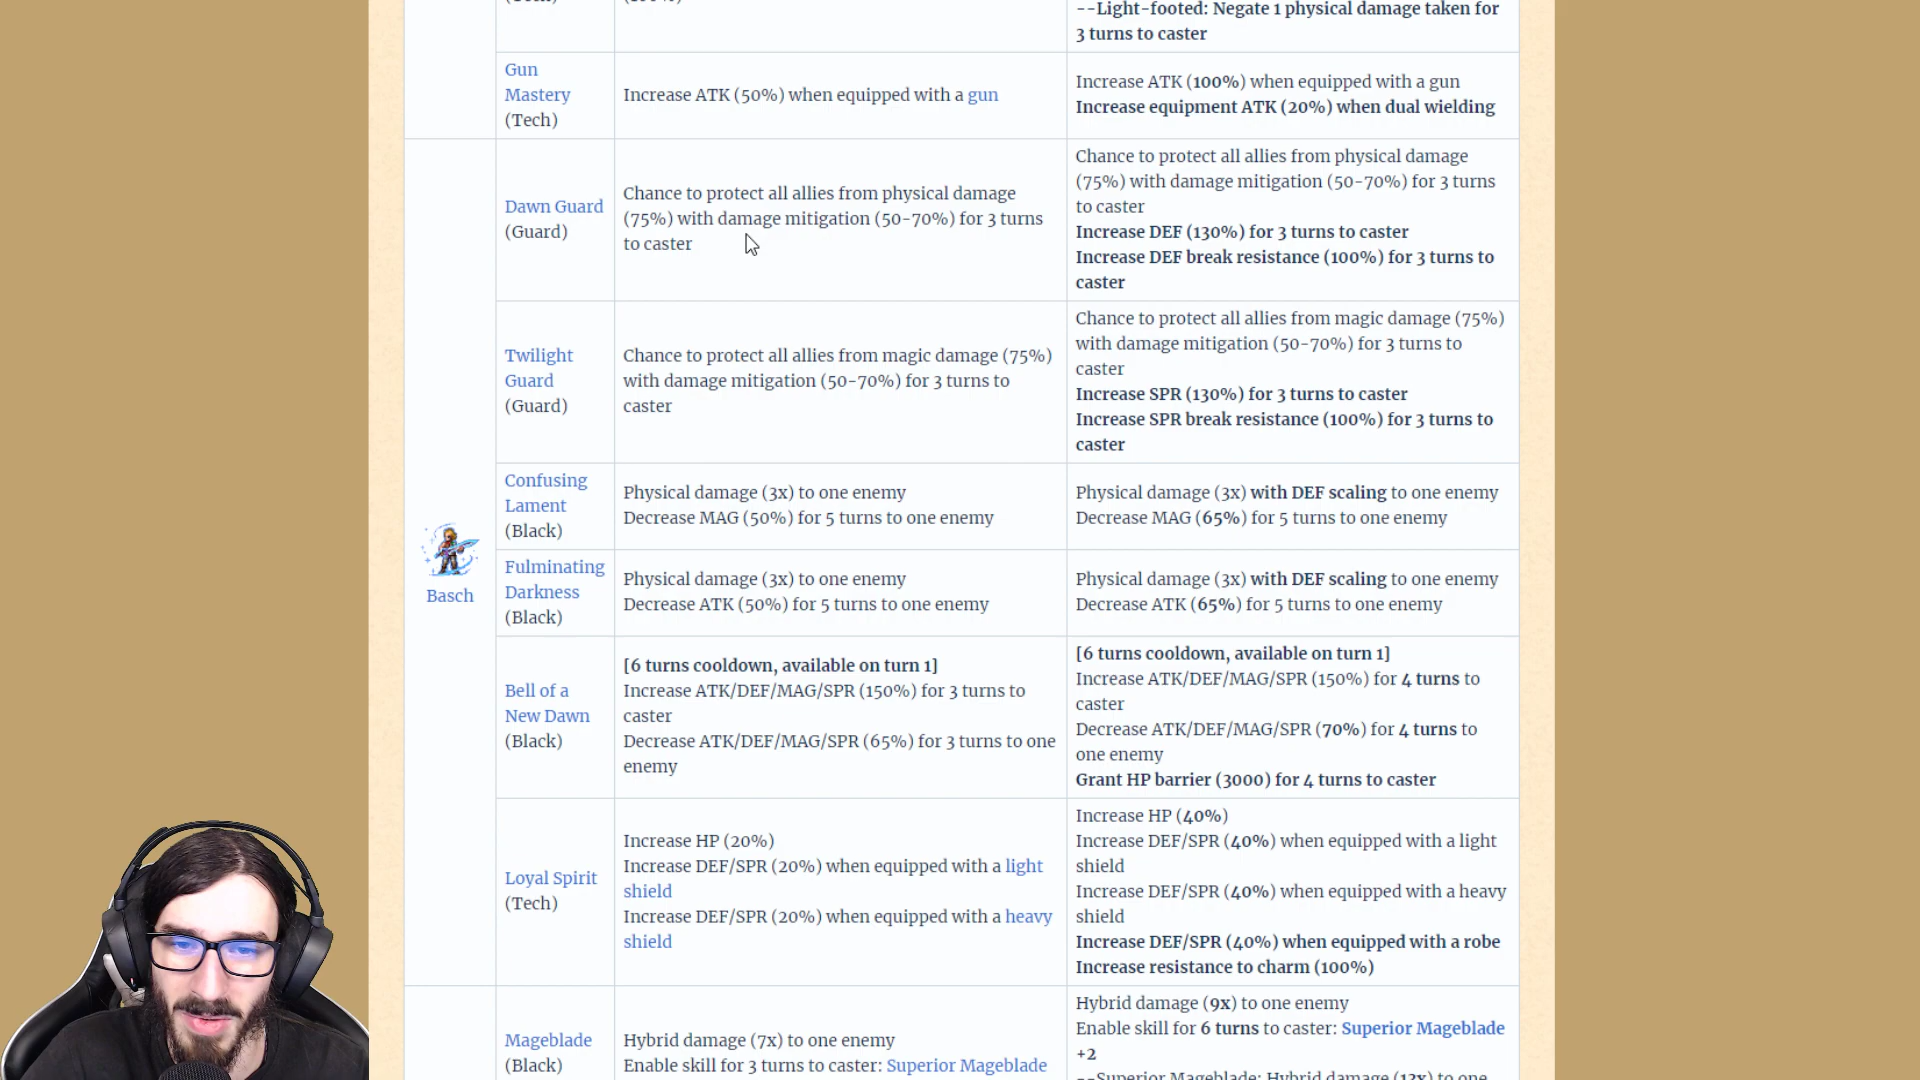 --Light-footed: Negate 1 physical damage taken for
3 turns to caster
Gun
Mastery
(Tech)
Increase ATK (50%) when equipped with a gun
Increase ATK (100%) when equipped with a gun
Increase equipment ATK (20%) when dual wielding
Basch
Dawn Guard
(Guard)
Chance to protect all allies from physical damage
(75%) with damage mitigation (50-70%) for 3 turns
to caster
Chance to protect all allies from physical damage
(75%) with damage mitigation (50-70%) for 3 turns
to caster
Increase DEF (130%) for 3 turns to caster
Increase DEF break resistance (100%) for 3 turns to
caster
Twilight
Guard
(Guard)
Chance to protect all allies from magic damage (75%)
with damage mitigation (50-70%) for 3 turns to
caster
Chance to protect all allies from magic damage (75%)
with damage mitigation (50-70%) for 3 turns to
caster
Increase SPR (130%) for 3 turns to caster
Increase SPR break resistance (100%) for 3 turns to
caster
Confusing
Lament
(Black)
Physical damage (3x) to one enemy
Decrease MAG (50%) for 5 turns to one enemy
Physical damage (3x) with DEF scaling to one enemy
Decrease MAG (65%) for 5 turns to one enemy
Fulminating
Darkness
(Black)
Physical damage (3x) to one enemy
Decrease ATK (50%) for 5 turns to one enemy
Physical damage (3x) with DEF scaling to one enemy
Decrease ATK (65%) for 5 turns to one enemy
Bell of a
New Dawn
(Black)
[6 turns cooldown, available on turn 1]
Increase ATK/DEF/MAG/SPR (150%) for 3 turns to
caster
Decrease ATK/DEF/MAG/SPR (65%) for 3 turns to one
enemy
[6 turns cooldown, available on turn 1]
Increase ATK/DEF/MAG/SPR (150%) for 4 turns to
caster
Decrease ATK/DEF/MAG/SPR (70%) for 4 turns to
one enemy
Grant HP barrier (3000) for 4 turns to caster
Loyal Spirit
(Tech)
Increase HP (20%)
Increase DEF/SPR (20%) when equipped with a light
shield
Increase DEF/SPR (20%) when equipped with a heavy
shield
Increase HP (40%)
Increase DEF/SPR (40%) when equipped with a light
shield
Increase DEF/SPR (40%) when equipped with a heavy
shield
Increase DEF/SPR (40%) when equipped with a robe
Increase resistance to charm (100%)
Mageblade
(Black)
Hybrid damage (7x) to one enemy
Enable skill for 3 turns to caster: Superior Mageblade
Hybrid damage (9x) to one enemy
Enable skill for 6 turns to caster: Superior Mageblade
+2
--Superior Mageblade: Hybrid damage (12x) to one